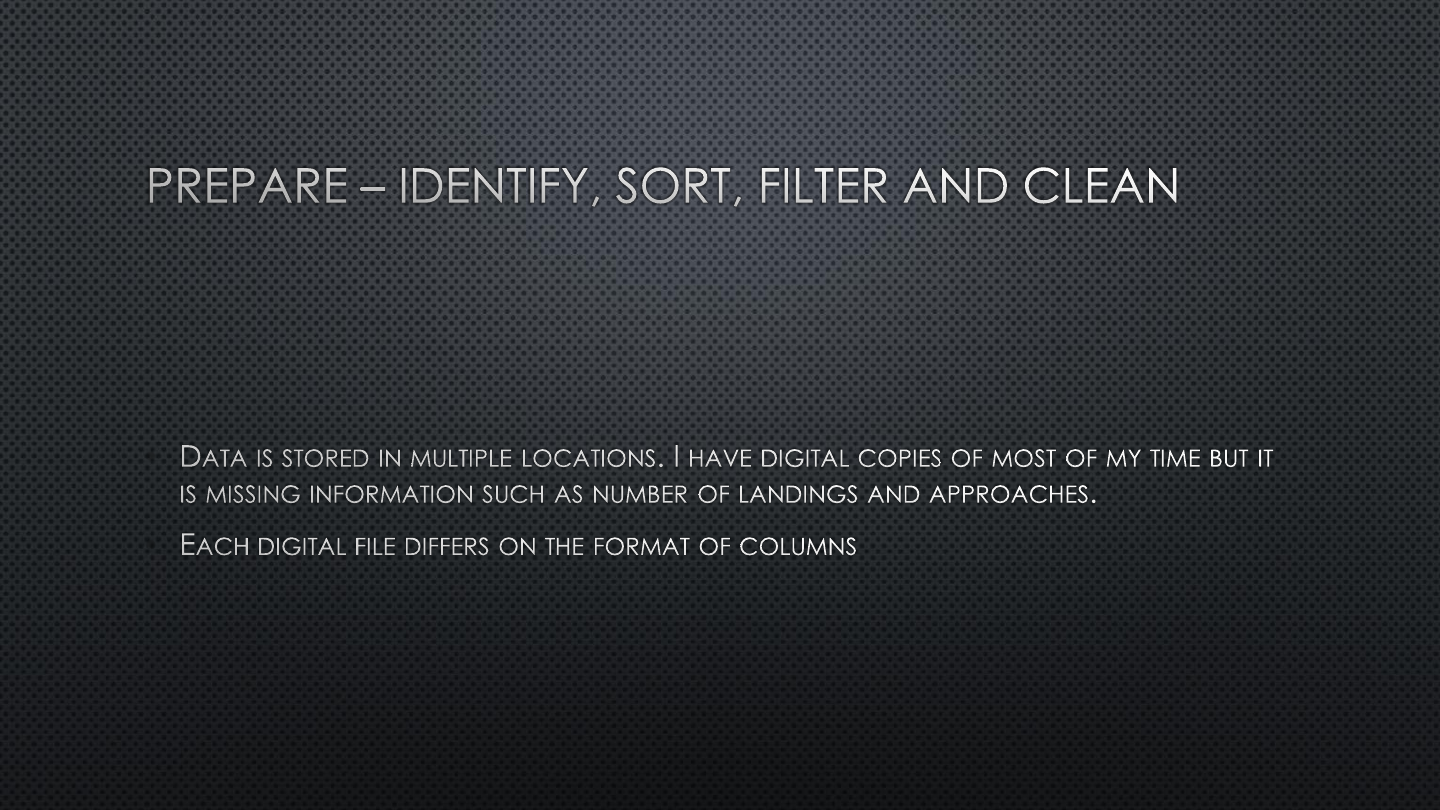 PREPARE – IDENTIFY, SORT, FILTER AND CLEAN
Data is stored in multiple locations. I have digital copies of most of my time but it
is missing information such as number of landings and approaches.
Each digital file differs on the format of columns